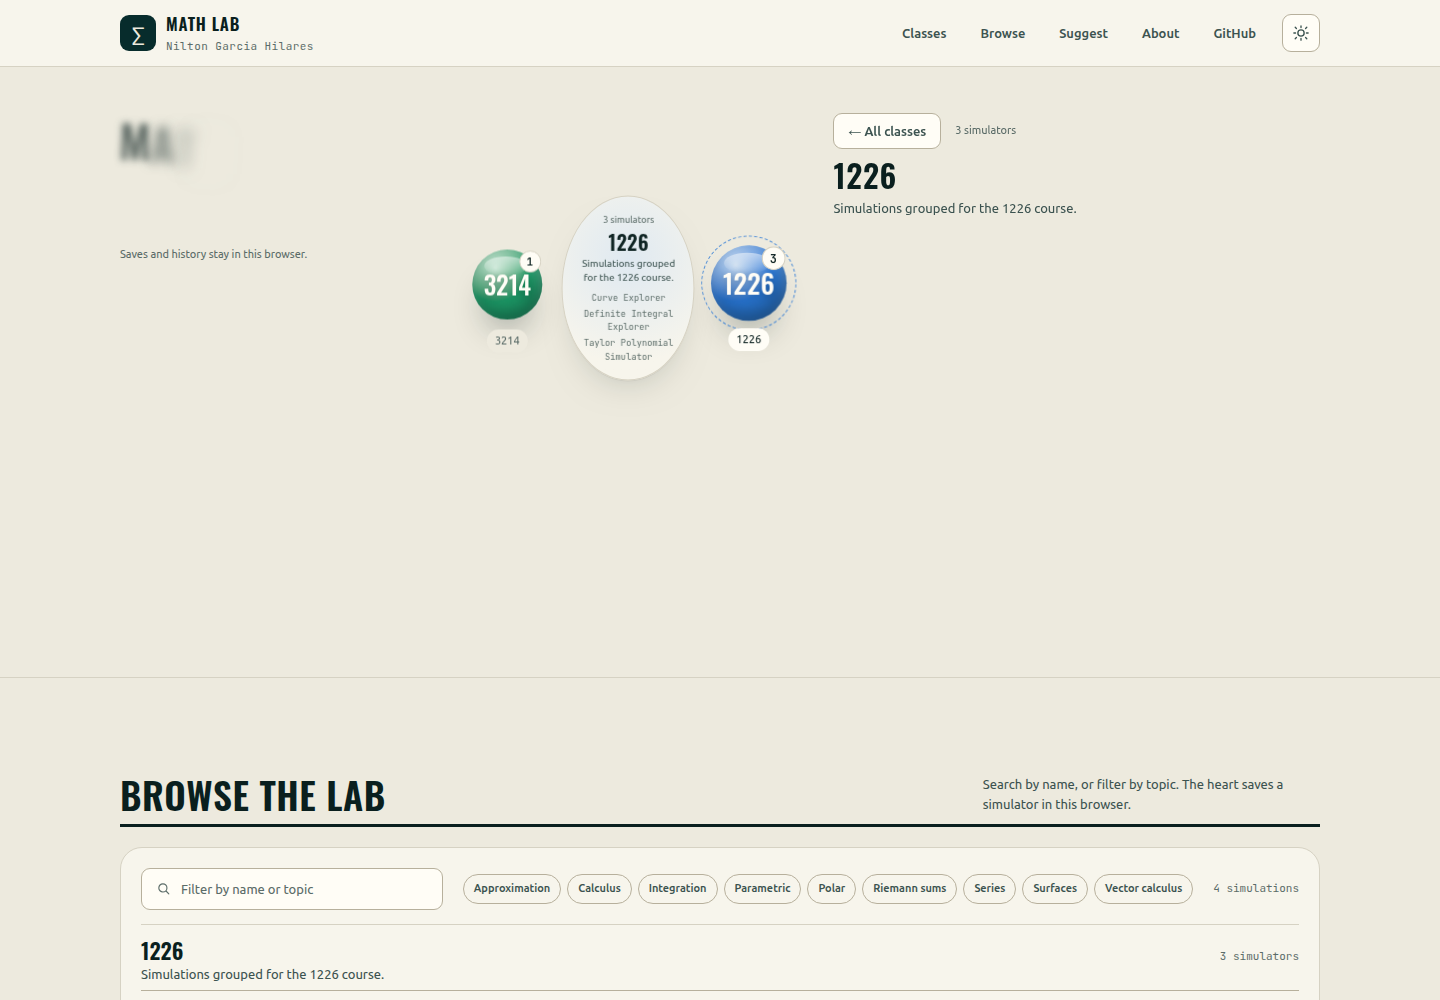 ∑
MATH LAB
Nilton Garcia Hilares
Classes
Browse
Suggest
About
GitHub
MA
Saves and history stay in this browser.
1
3214
3214
3 simulators
1226
Simulations grouped
for the 1226 course.
Curve Explorer
Definite Integral
Explorer
Taylor Polynomial
Simulator
3
1226
1226
← All classes
3 simulators
1226
Simulations grouped for the 1226 course.
BROWSE THE LAB
Search by name, or filter by topic. The heart saves a
simulator in this browser.
Filter by name or topic
Approximation
Calculus
Integration
Parametric
Polar
Riemann sums
Series
Surfaces
Vector calculus
4 simulations
1226
3 simulators
Simulations grouped for the 1226 course.